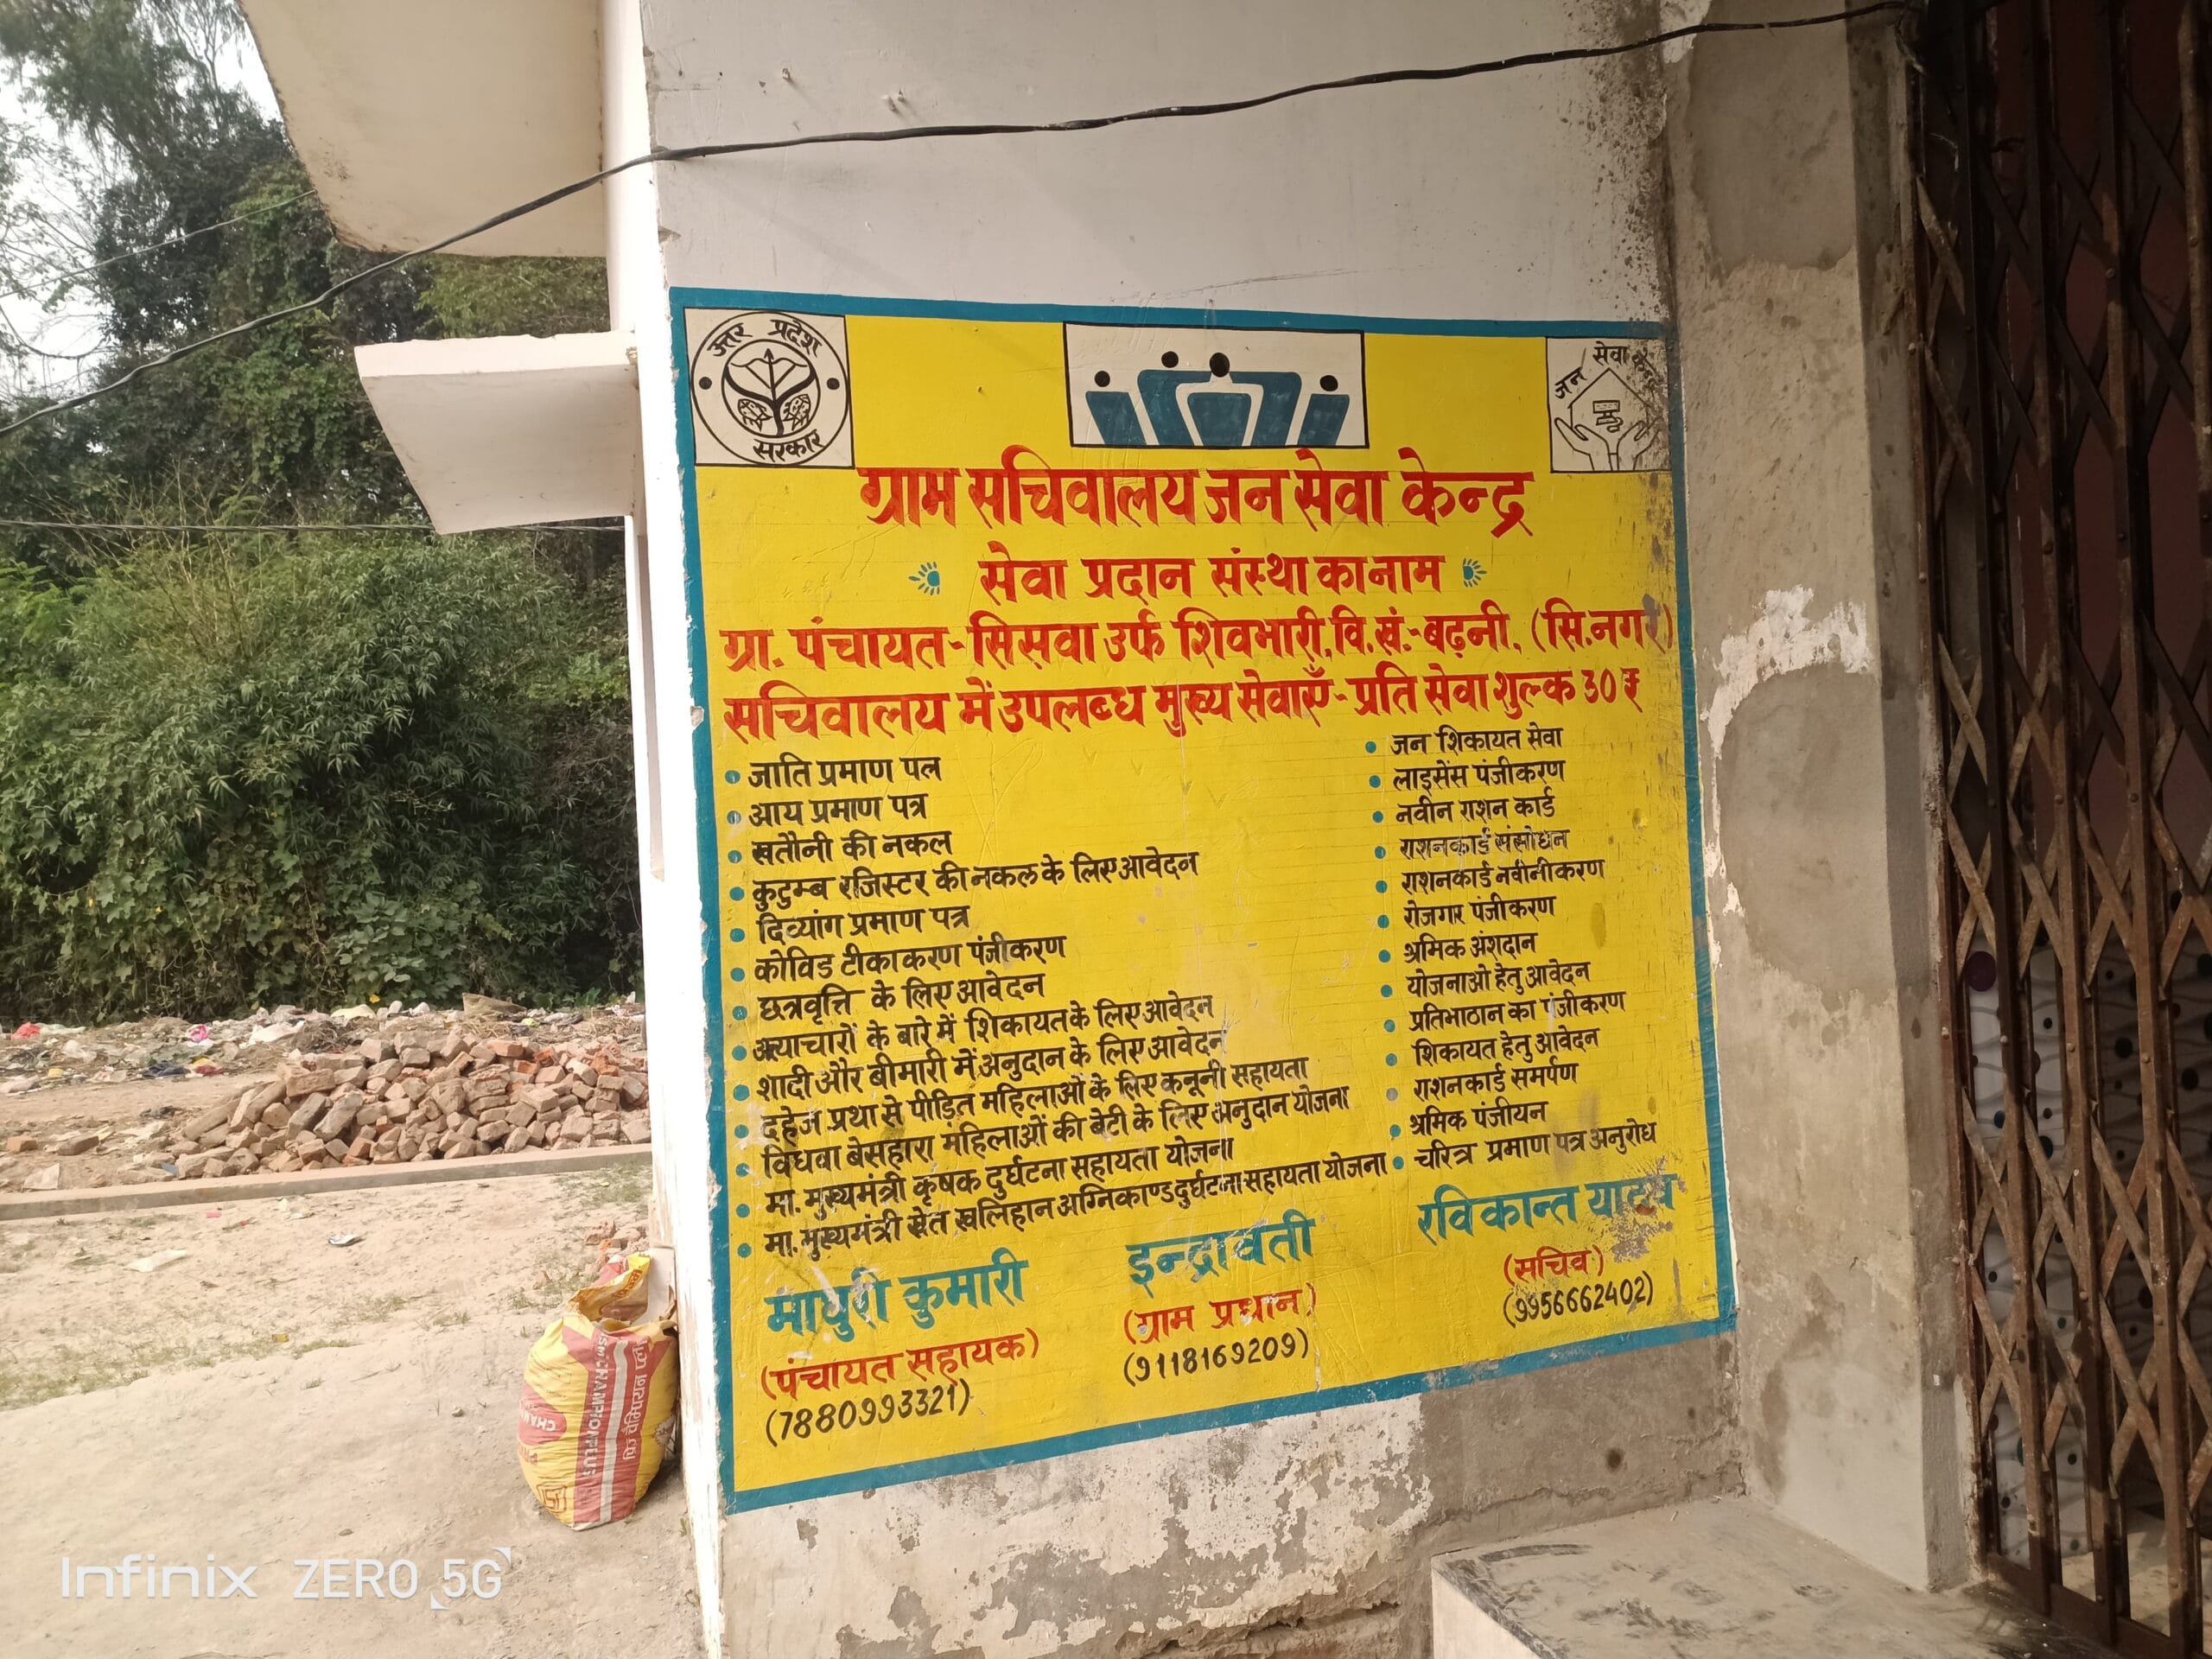 उत्तर प्रदेश
सरकार
जन सेवा केन्द्र
ग्राम सचिवालय जन सेवा केन्द्र
सेवा प्रदान संस्था का नाम
ग्रा. पंचायत-सिसवा उर्फ शिवभारी, वि.खं.-बढ़नी, (सि.नगर)
सचिवालय में उपलब्ध मुख्य सेवाएँ-प्रति सेवा शुल्क 30 ₹
• जाति प्रमाण पत्र
• आय प्रमाण पत्र
• खतौनी की नकल
• कुटुम्ब रजिस्टर की नकल के लिए आवेदन
• दिव्यांग प्रमाण पत्र
• कोविड टीकाकरण पंजीकरण
• छत्रवृत्ति के लिए आवेदन
• अत्याचारों के बारे में शिकायत के लिए आवेदन
• शादी और बीमारी में अनुदान के लिए आवेदन
• दहेज प्रथा से पीड़ित महिलाओं के लिए कनूनी सहायता
• विधवा बेसहारा महिलाओं की बेटी के लिए अनुदान योजना
• मा. मुख्यमंत्री कृषक दुर्घटना सहायता योजना
• मा. मुख्यमंत्री खेत खलिहान अग्निकाण्ड दुर्घटना सहायता योजना
• जन शिकायत सेवा
• लाइसेंस पंजीकरण
• नवीन राशन कार्ड
• राशनकार्ड संसोधन
• राशनकार्ड नवीनीकरण
• रोजगार पंजीकरण
• श्रमिक अंशदान
• योजनाओ हेतु आवेदन
• प्रतिभाठान का पंजीकरण
• शिकायत हेतु आवेदन
• राशनकार्ड समर्पण
• श्रमिक पंजीयन
• चरित्र प्रमाण पत्र अनुरोध
माधुरी कुमारी
(पंचायत सहायक)
(7880993321)
इन्द्रावती
(ग्राम प्रधान)
(9118169209)
रविकान्त यादव
(सचिव)
(9956662402)
CHAMPION PLUS
Infinix ZERO 5G